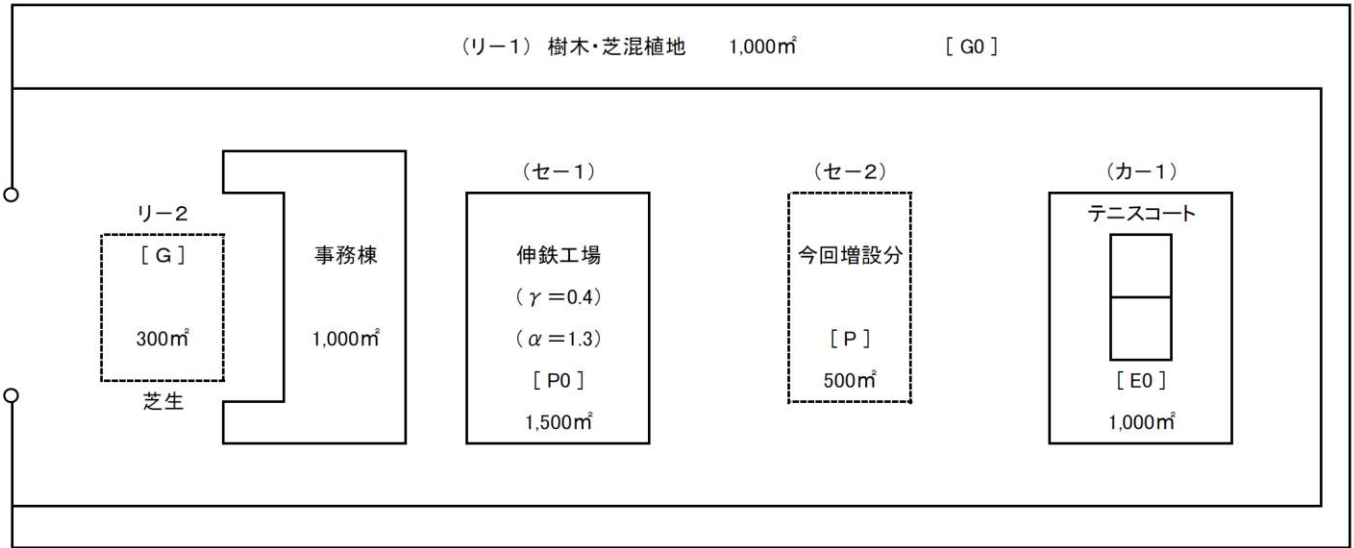 (リー1) 樹木・芝混植地 1,000㎡ [ G0 ]
リー2
[ G ]
300㎡
芝生
事務棟
1,000㎡
(セー1)
伸鉄工場
(γ=0.4)
(α=1.3)
[ P0 ]
1,500㎡
(セー2)
今回増設分
[ P ]
500㎡
(カー1)
テニスコート
[ E0 ]
1,000㎡